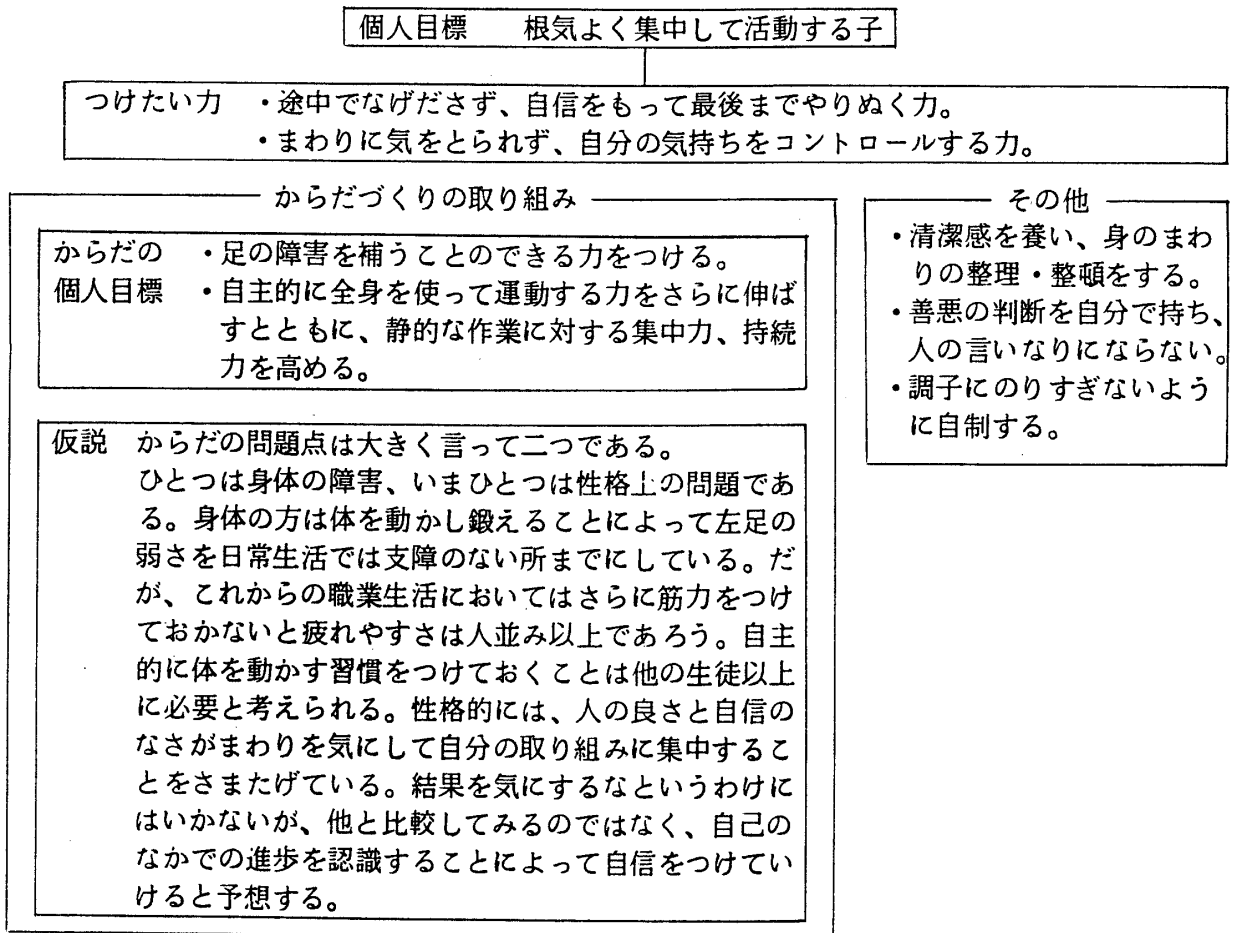 個人目標　　根気よく集中して活動する子
つけたい力　・途中でなげださず、自信をもって最後までやりぬく力。
・まわりに気をとられず、自分の気持ちをコントロールする力。
からだづくりの取り組み
からだの　・足の障害を補うことのできる力をつける。
個人目標　・自主的に全身を使って運動する力をさらに伸ば
すとともに、静的な作業に対する集中力、持続
力を高める。
仮説　からだの問題点は大きく言って二つである。
ひとつは身体の障害、いまひとつは性格上の問題であ
る。身体の方は体を動かし鍛えることによって左足の
弱さを日常生活では支障のない所までにしている。だ
が、これからの職業生活においてはさらに筋力をつけ
ておかないと疲れやすさは人並み以上であろう。自主
的に体を動かす習慣をつけておくことは他の生徒以上
に必要と考えられる。性格的には、人の良さと自信の
なさがまわりを気にして自分の取り組みに集中するこ
とをさまたげている。結果を気にするなというわけに
はいかないが、他と比較してみるのではなく、自己の
なかでの進歩を認識することによって自信をつけてい
けると予想する。
その他
・清潔感を養い、身のまわ
りの整理・整頓をする。
・善悪の判断を自分で持ち、
人の言いなりにならない。
・調子にのりすぎないよう
に自制する。